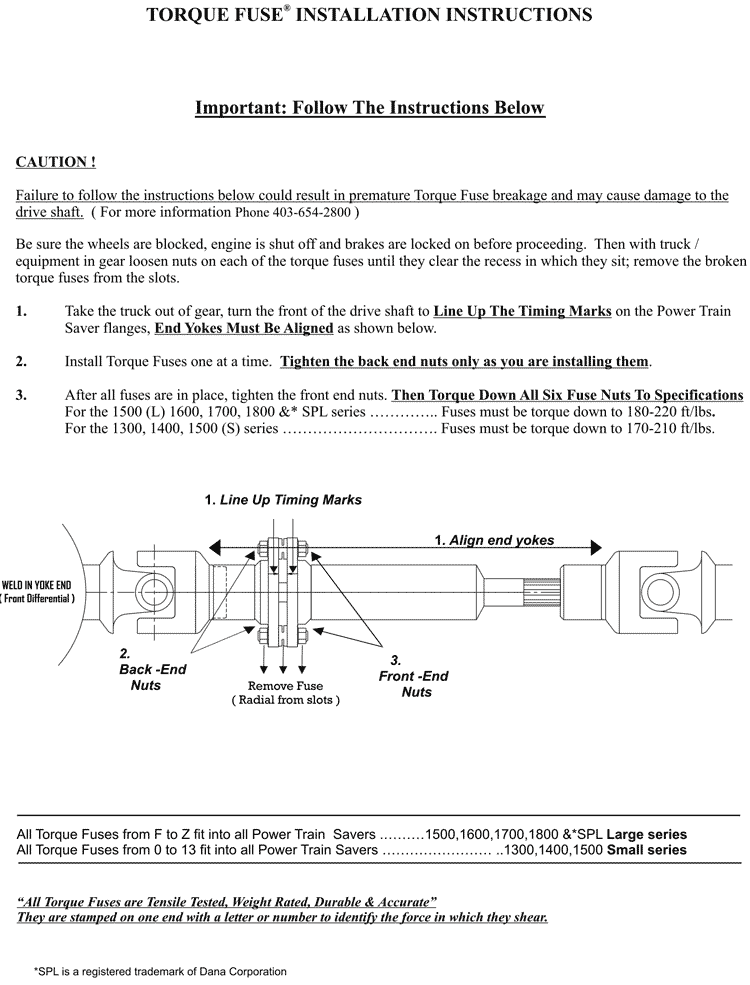 TORQUE FUSE® INSTALLATION INSTRUCTIONS
Important: Follow The Instructions Below
CAUTION !
Failure to follow the instructions below could result in premature Torque Fuse breakage and may cause damage to the
drive shaft. ( For more information Phone 403-654-2800 )
Be sure the wheels are blocked, engine is shut off and brakes are locked on before proceeding. Then with truck /
equipment in gear loosen nuts on each of the torque fuses until they clear the recess in which they sit; remove the broken
torque fuses from the slots.
1. Take the truck out of gear, turn the front of the drive shaft to Line Up The Timing Marks on the Power Train
Saver flanges, End Yokes Must Be Aligned as shown below.
2. Install Torque Fuses one at a time. Tighten the back end nuts only as you are installing them.
3. After all fuses are in place, tighten the front end nuts. Then Torque Down All Six Fuse Nuts To Specifications
For the 1500 (L) 1600, 1700, 1800 &* SPL series ………….. Fuses must be torque down to 180-220 ft/lbs.
For the 1300, 1400, 1500 (S) series …………………………. Fuses must be torque down to 170-210 ft/lbs.
1. Line Up Timing Marks
1. Align end yokes
WELD IN YOKE END
( Front Differential )
2.
Back -End
Nuts
Remove Fuse
( Radial from slots )
3.
Front -End
Nuts
All Torque Fuses from F to Z fit into all Power Train Savers ……….1500,1600,1700,1800 &*SPL Large series
All Torque Fuses from 0 to 13 fit into all Power Train Savers …………………… ..1300,1400,1500 Small series
“All Torque Fuses are Tensile Tested, Weight Rated, Durable & Accurate”
They are stamped on one end with a letter or number to identify the force in which they shear.
*SPL is a registered trademark of Dana Corporation